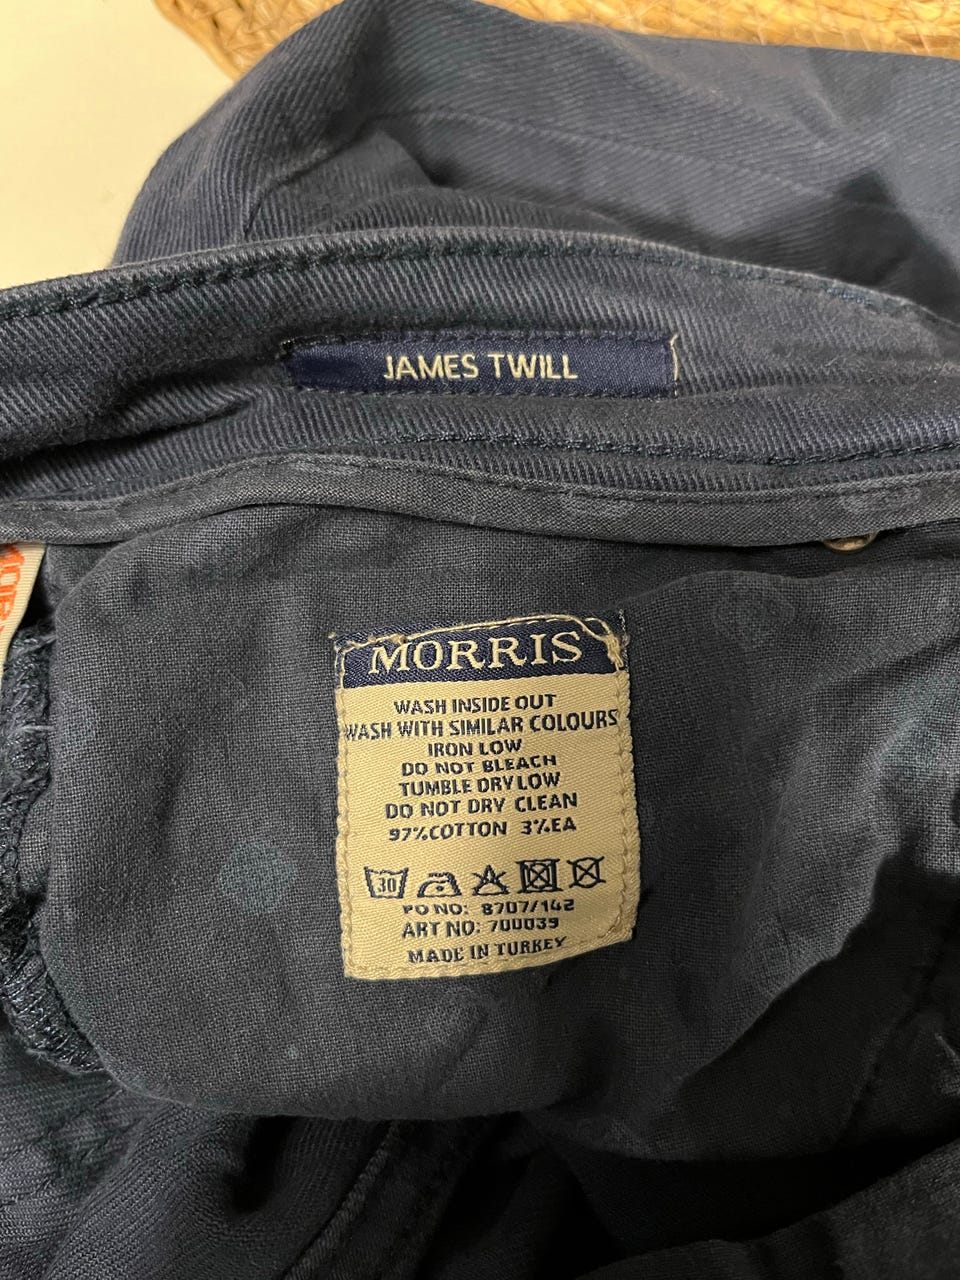 JAMES TWILL
MORRIS
WASH INSIDE OUT
WASH WITH SIMILAR COLOURS
IRON LOW
DO NOT BLEACH
TUMBLE DRY LOW
DO NOT DRY CLEAN
97%COTTON 3%EA
30
PO NO: 8707/142
ART NO: 700039
MADE IN TURKEY